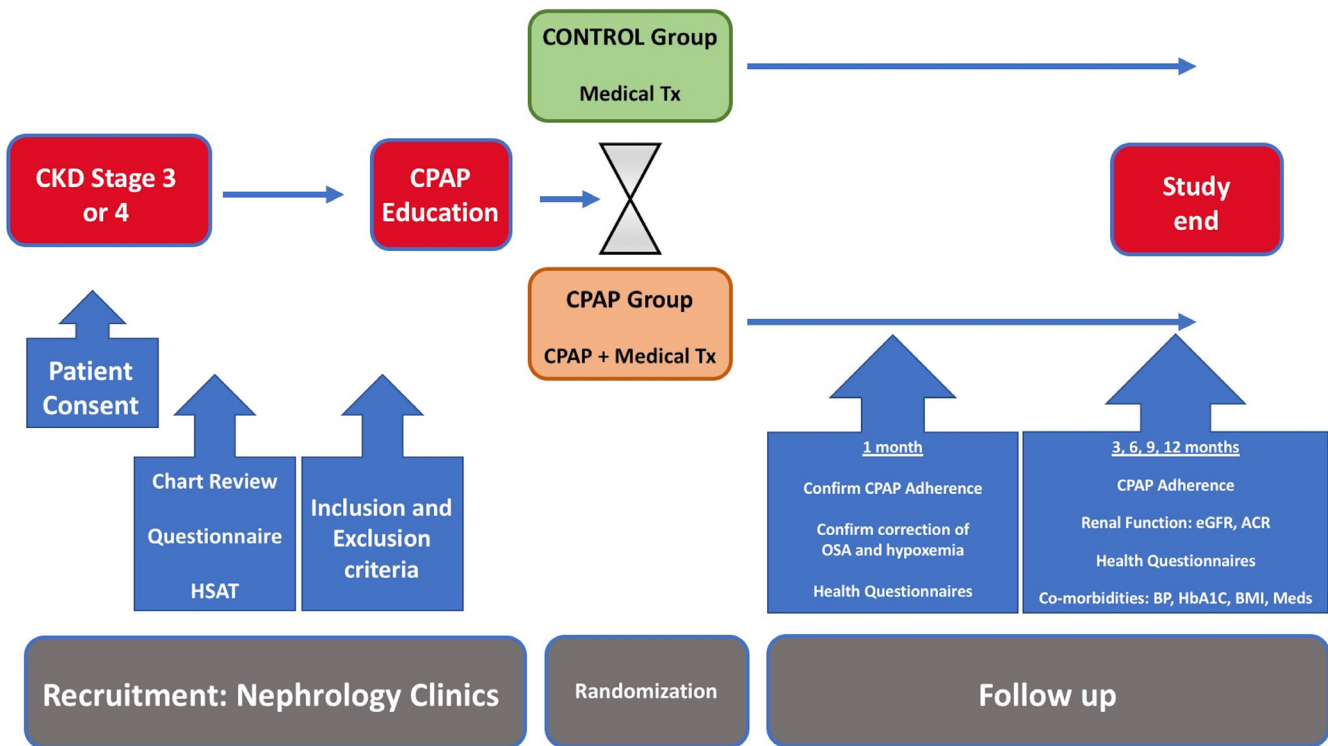 CONTROL Group
Medical Tx
CKD Stage 3
or 4
CPAP
Education
Study
end
CPAP Group
CPAP + Medical Tx
Patient
Consent
Chart Review
Questionnaire
HSAT
Inclusion and
Exclusion
criteria
1 month
Confirm CPAP Adherence
Confirm correction of
OSA and hypoxemia
Health Questionnaires
3, 6, 9, 12 months
CPAP Adherence
Renal Function: eGFR, ACR
Health Questionnaires
Co-morbidities: BP, HbA1C, BMI, Meds
Recruitment: Nephrology Clinics
Randomization
Follow up